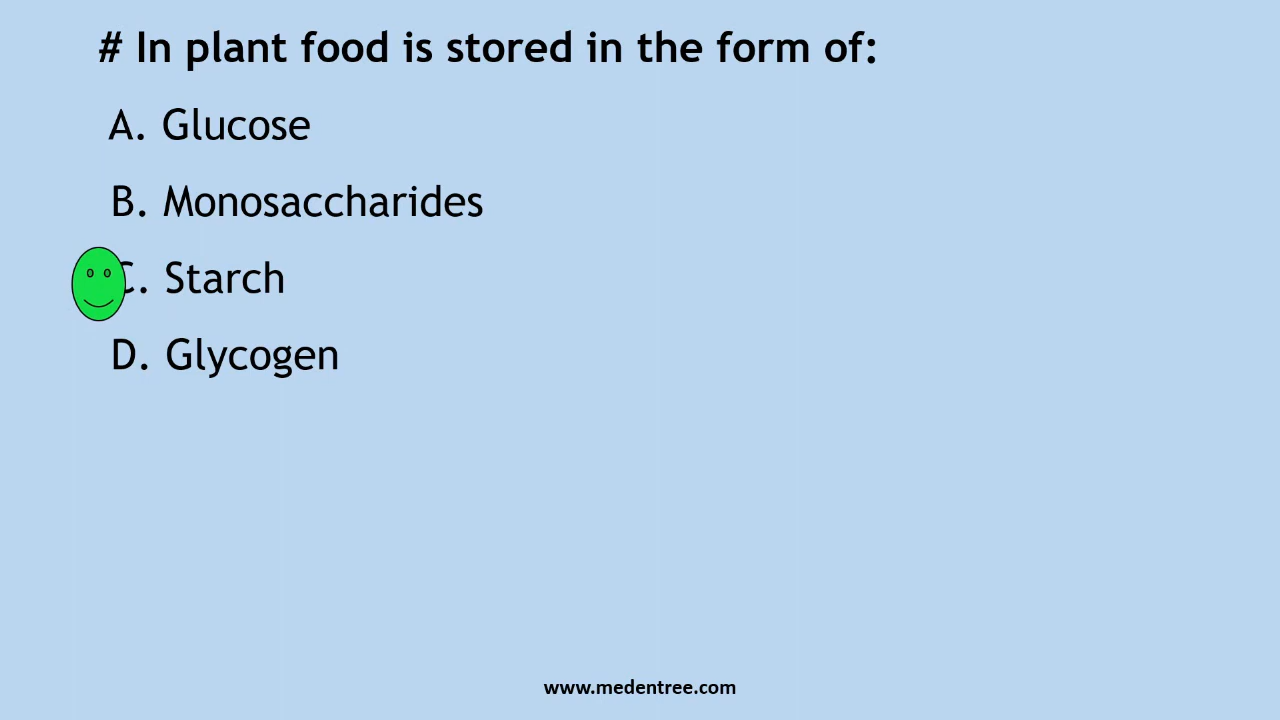 # In plant food is stored in the form of:
A. Glucose
B. Monosaccharides
C. Starch
D. Glycogen
www.medentree.com